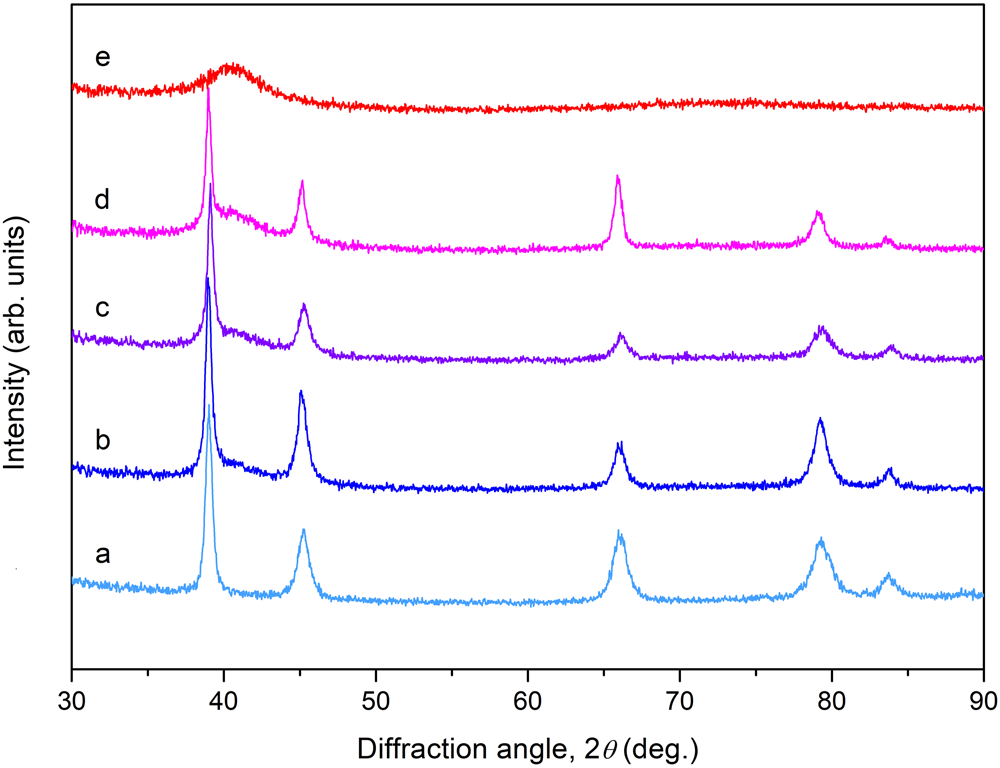 e
d
c
b
a
Intensity (arb. units)
30 40 50 60 70 80 90
Diffraction angle, 2θ (deg.)